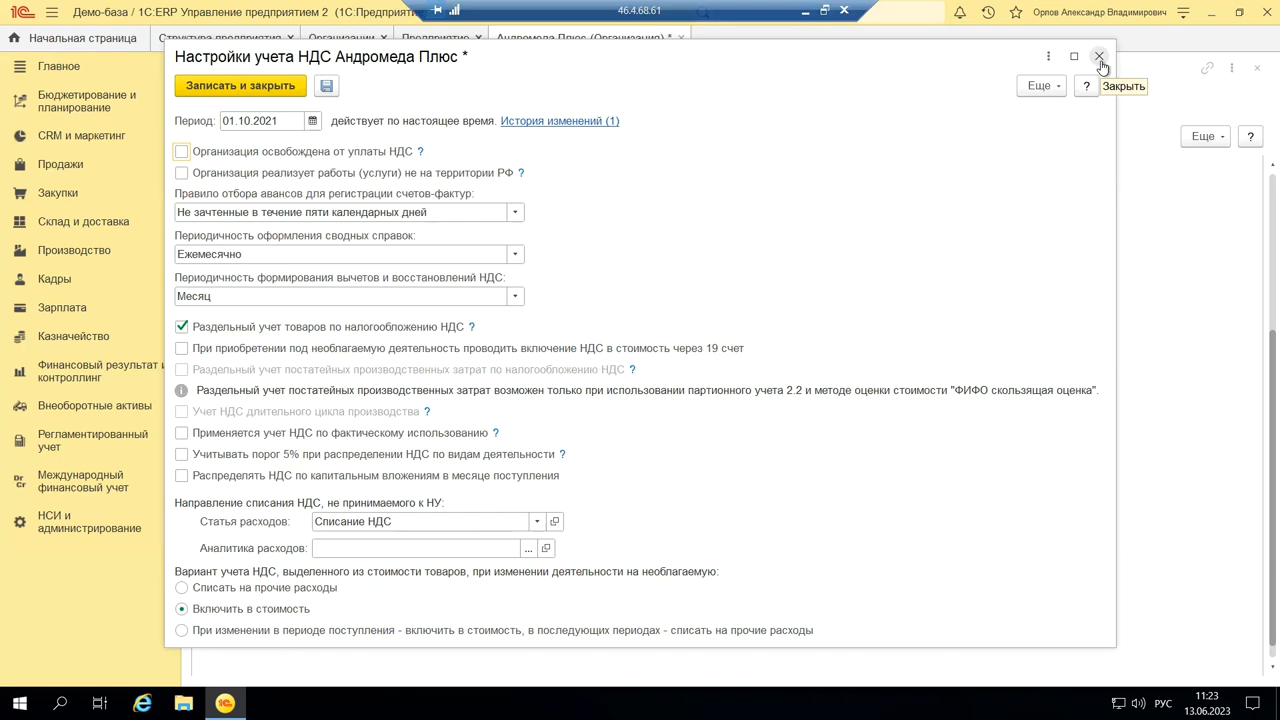 Демо-база / 1С:ERP Управление предприятием 2 (1С:Предприятие
46.4.68.61
Орлов Александр Владимирович
Начальная страница
Структура предприятия ×
Организации ×
Предприятие ×
Андромеда Плюс (Организация) * ×
Главное
Бюджетирование и
планирование
CRM и маркетинг
Продажи
Закупки
Склад и доставка
Производство
Кадры
Зарплата
Казначейство
Финансовый результат и
контроллинг
Внеоборотные активы
Регламентированный
учет
Dr
Cr
Международный
финансовый учет
НСИ и
администрирование
Настройки учета НДС Андромеда Плюс *
Записать и закрыть
Еще
?
Закрыть
Еще
?
Период: 01.10.2021 действует по настоящее время. История изменений (1)
Организация освобождена от уплаты НДС ?
Организация реализует работы (услуги) не на территории РФ ?
Правило отбора авансов для регистрации счетов-фактур:
Не зачтенные в течение пяти календарных дней
Периодичность оформления сводных справок:
Ежемесячно
Периодичность формирования вычетов и восстановлений НДС:
Месяц
Раздельный учет товаров по налогообложению НДС ?
При приобретении под необлагаемую деятельность проводить включение НДС в стоимость через 19 счет
Раздельный учет постатейных производственных затрат по налогообложению НДС ?
Раздельный учет постатейных производственных затрат возможен только при использовании партионного учета 2.2 и методе оценки стоимости "ФИФО скользящая оценка".
Учет НДС длительного цикла производства ?
Применяется учет НДС по фактическому использованию ?
Учитывать порог 5% при распределении НДС по видам деятельности ?
Распределять НДС по капитальным вложениям в месяце поступления
Направление списания НДС, не принимаемого к НУ:
Статья расходов: Списание НДС
Аналитика расходов: ...
Вариант учета НДС, выделенного из стоимости товаров, при изменении деятельности на необлагаемую:
Списать на прочие расходы
Включить в стоимость
При изменении в периоде поступления - включить в стоимость, в последующих периодах - списать на прочие расходы
РУС
11:23
13.06.2023